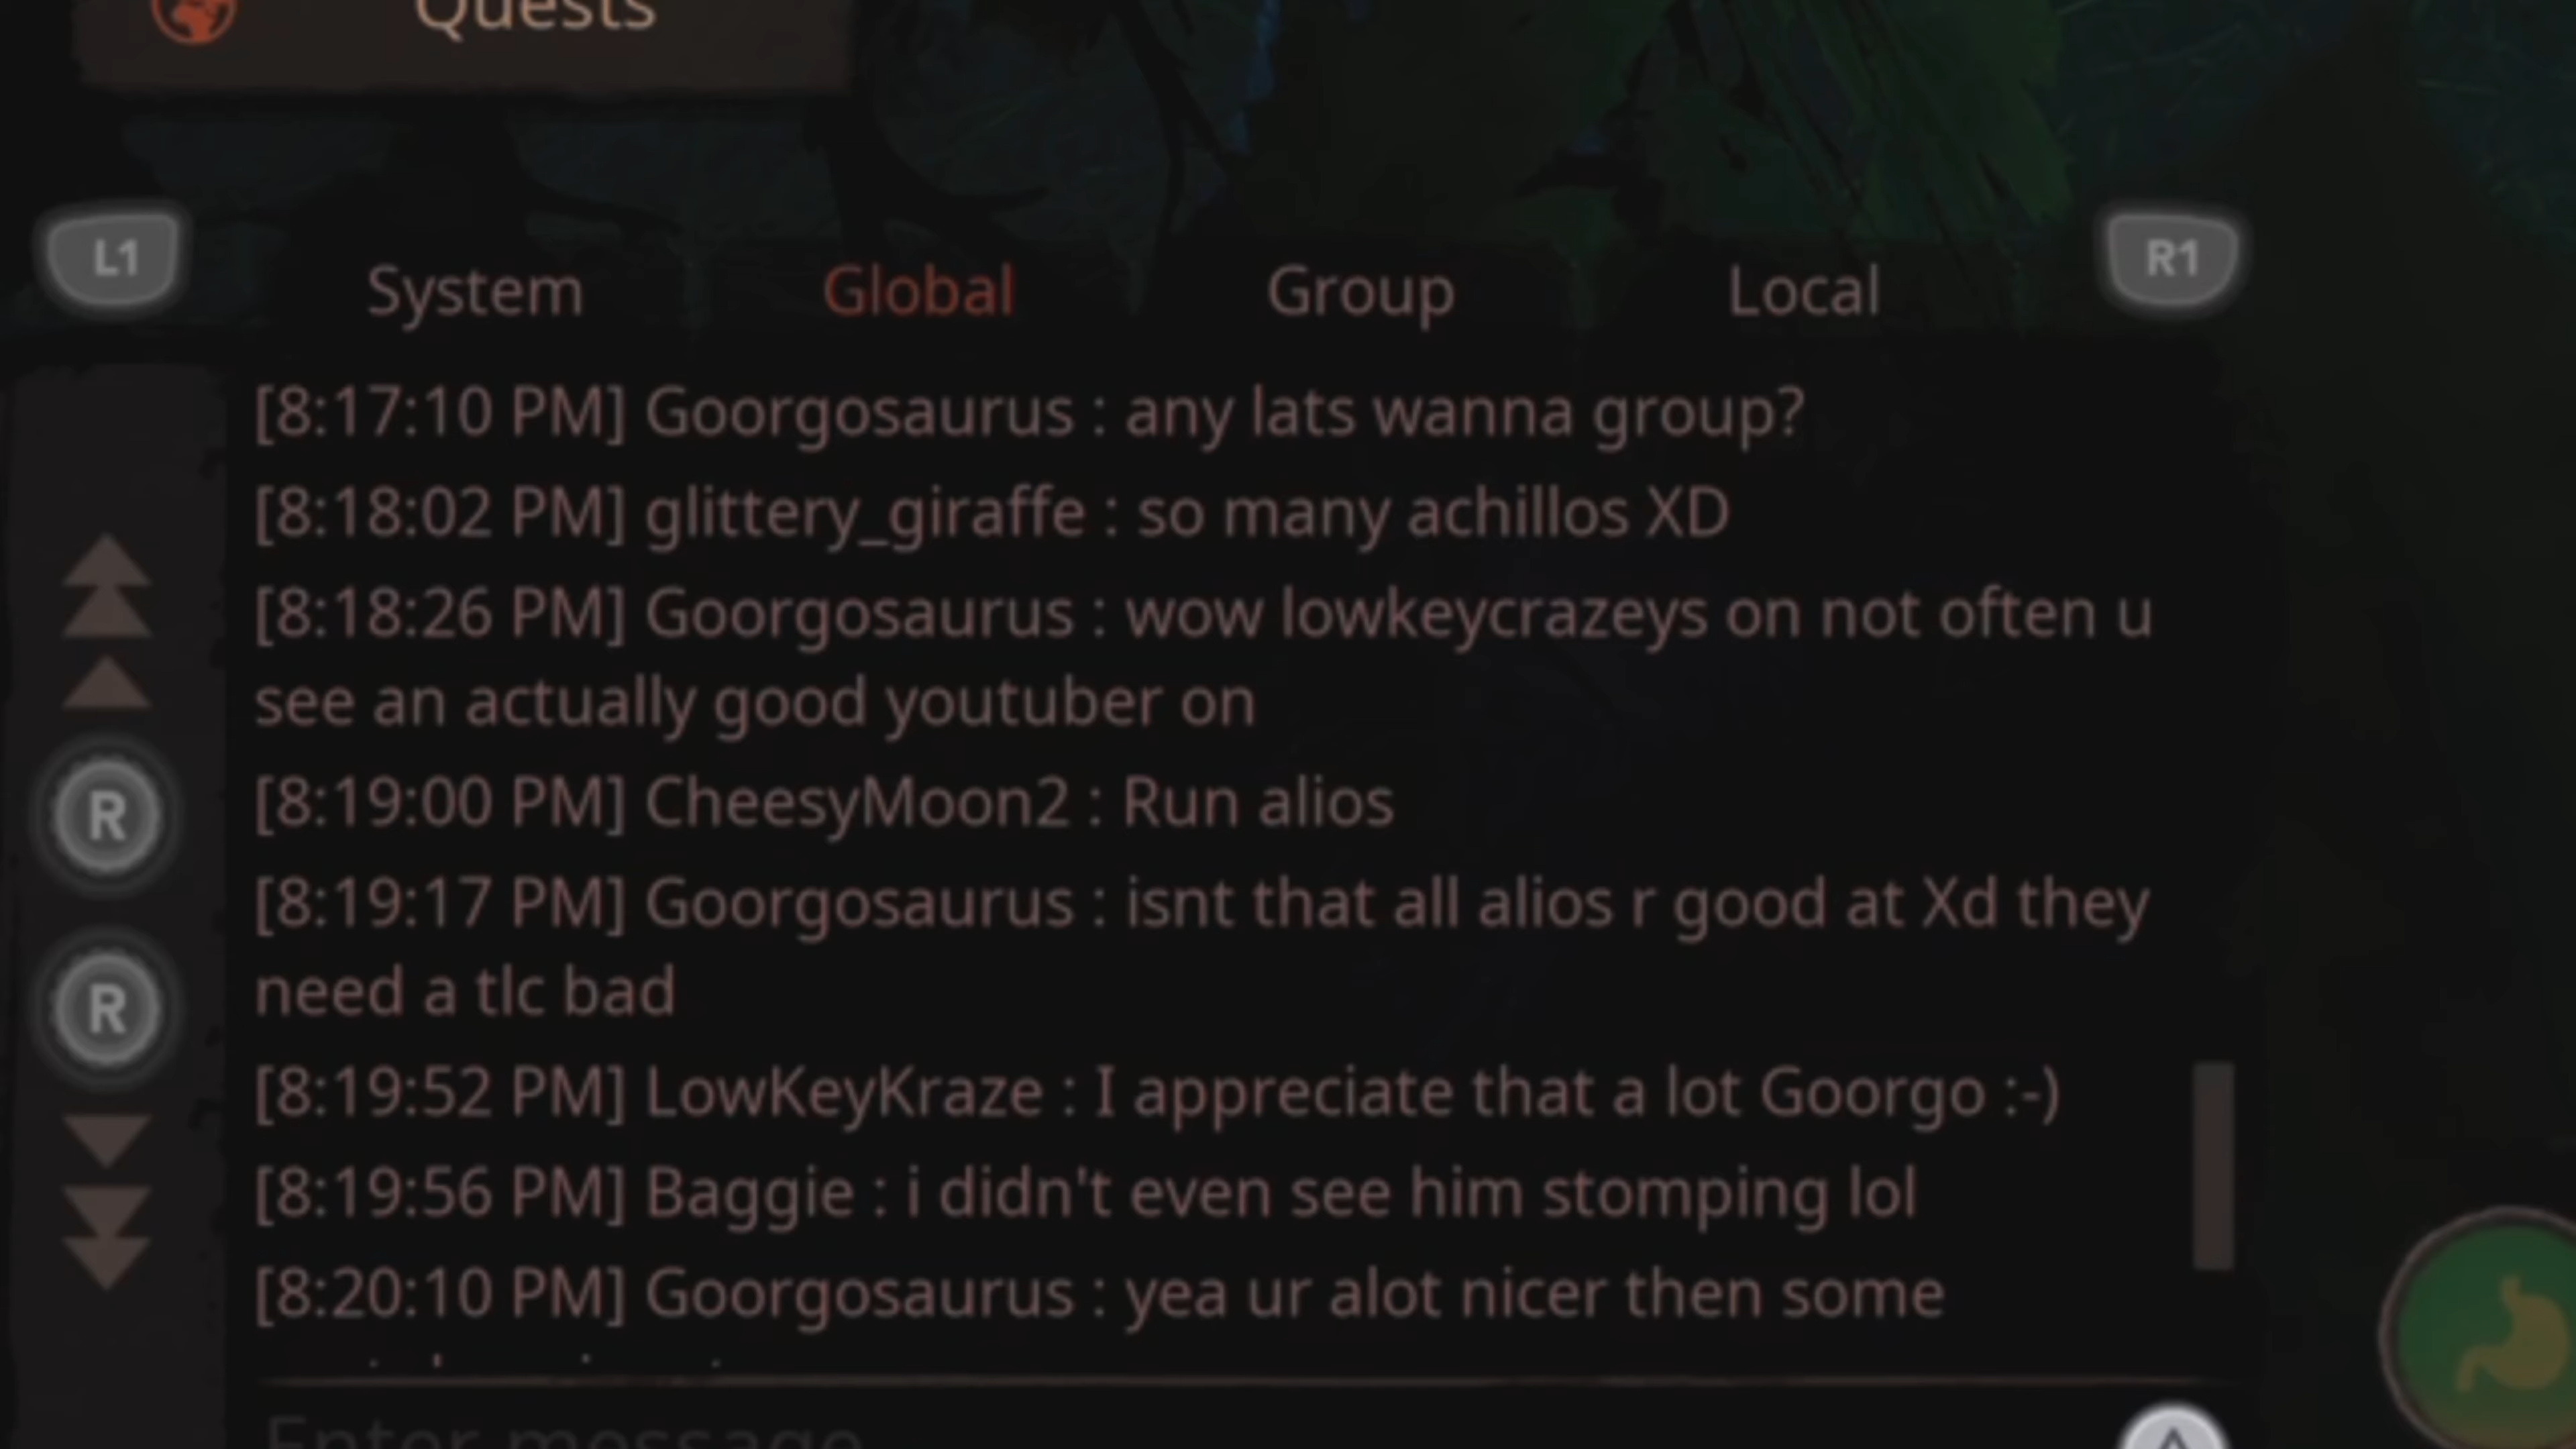 Quests
L1
R1
System Global Group Local
[8:17:10 PM] Goorgosaurus : any lats wanna group?
[8:18:02 PM] glittery_giraffe : so many achillos XD
[8:18:26 PM] Goorgosaurus : wow lowkeycrazeys on not often u
see an actually good youtuber on
[8:19:00 PM] CheesyMoon2 : Run alios
R
[8:19:17 PM] Goorgosaurus : isnt that all alios r good at Xd they
need a tlc bad
R
[8:19:52 PM] LowKeyKraze : I appreciate that a lot Goorgo :-)
[8:19:56 PM] Baggie : i didn't even see him stomping lol
[8:20:10 PM] Goorgosaurus : yea ur alot nicer then some
Enter message